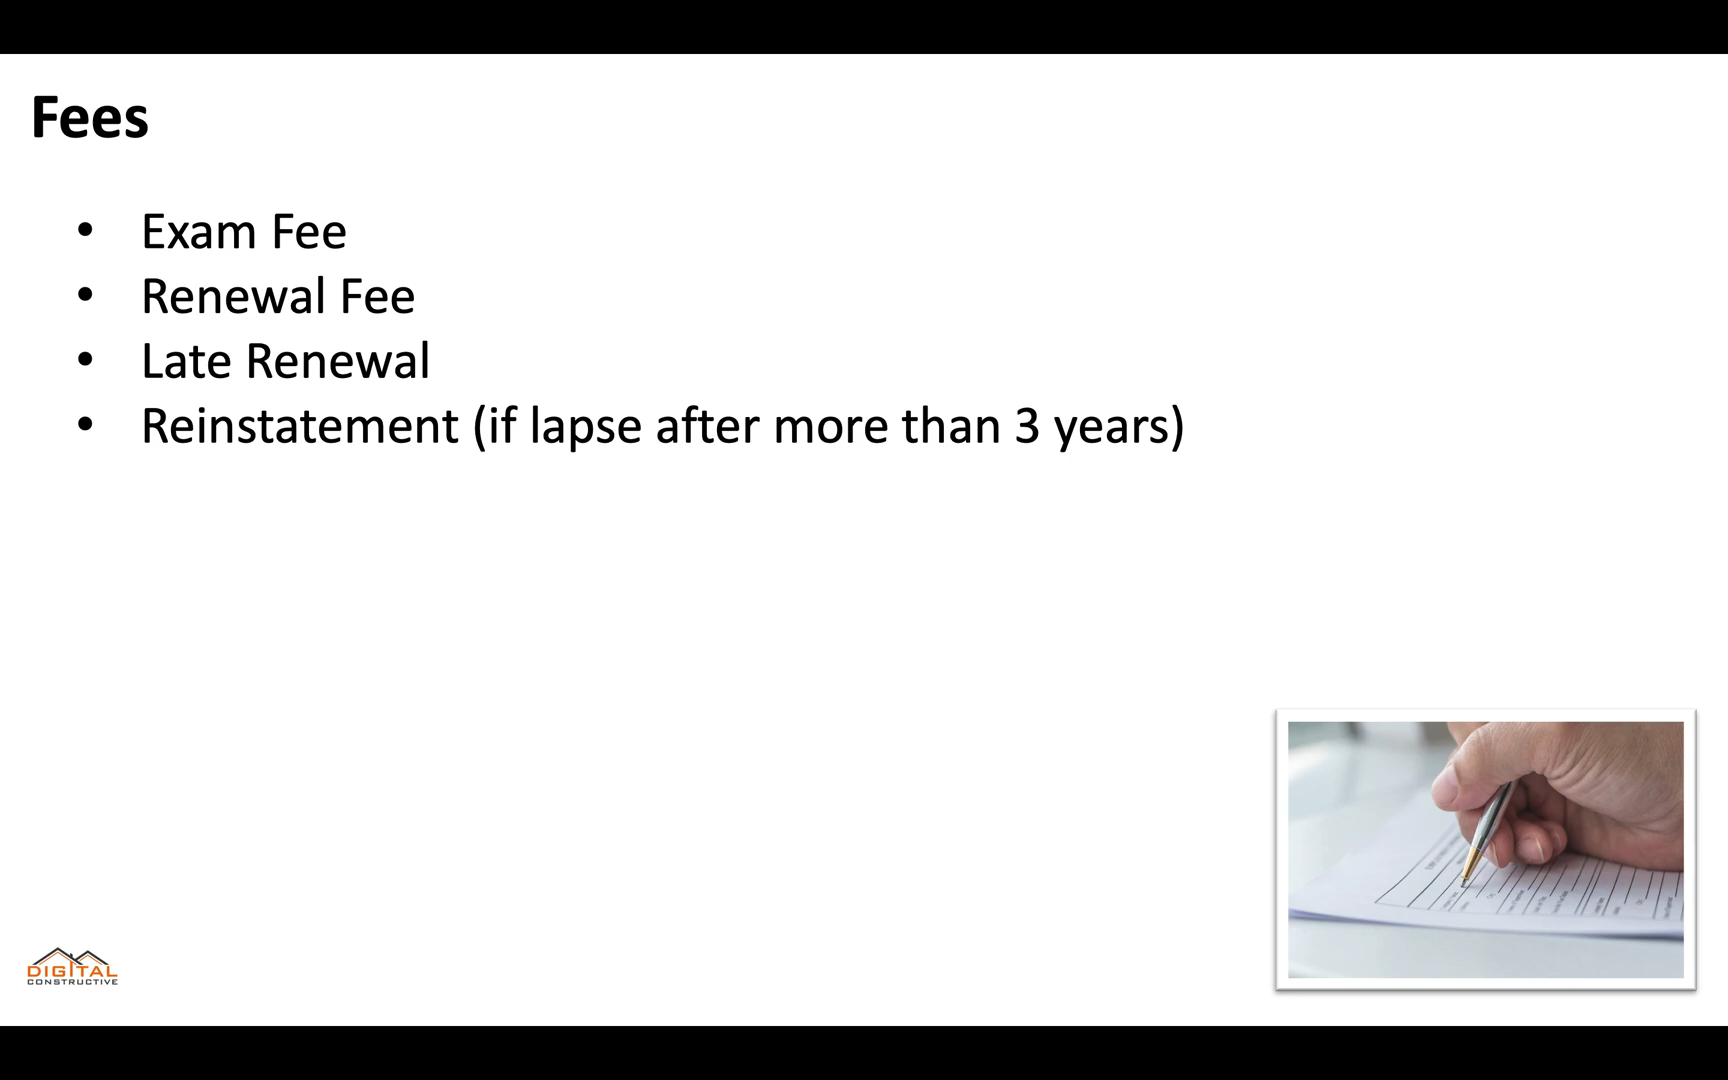 Fees
• Exam Fee
• Renewal Fee
• Late Renewal
• Reinstatement (if lapse after more than 3 years)
DIGITAL
CONSTRUCTIVE